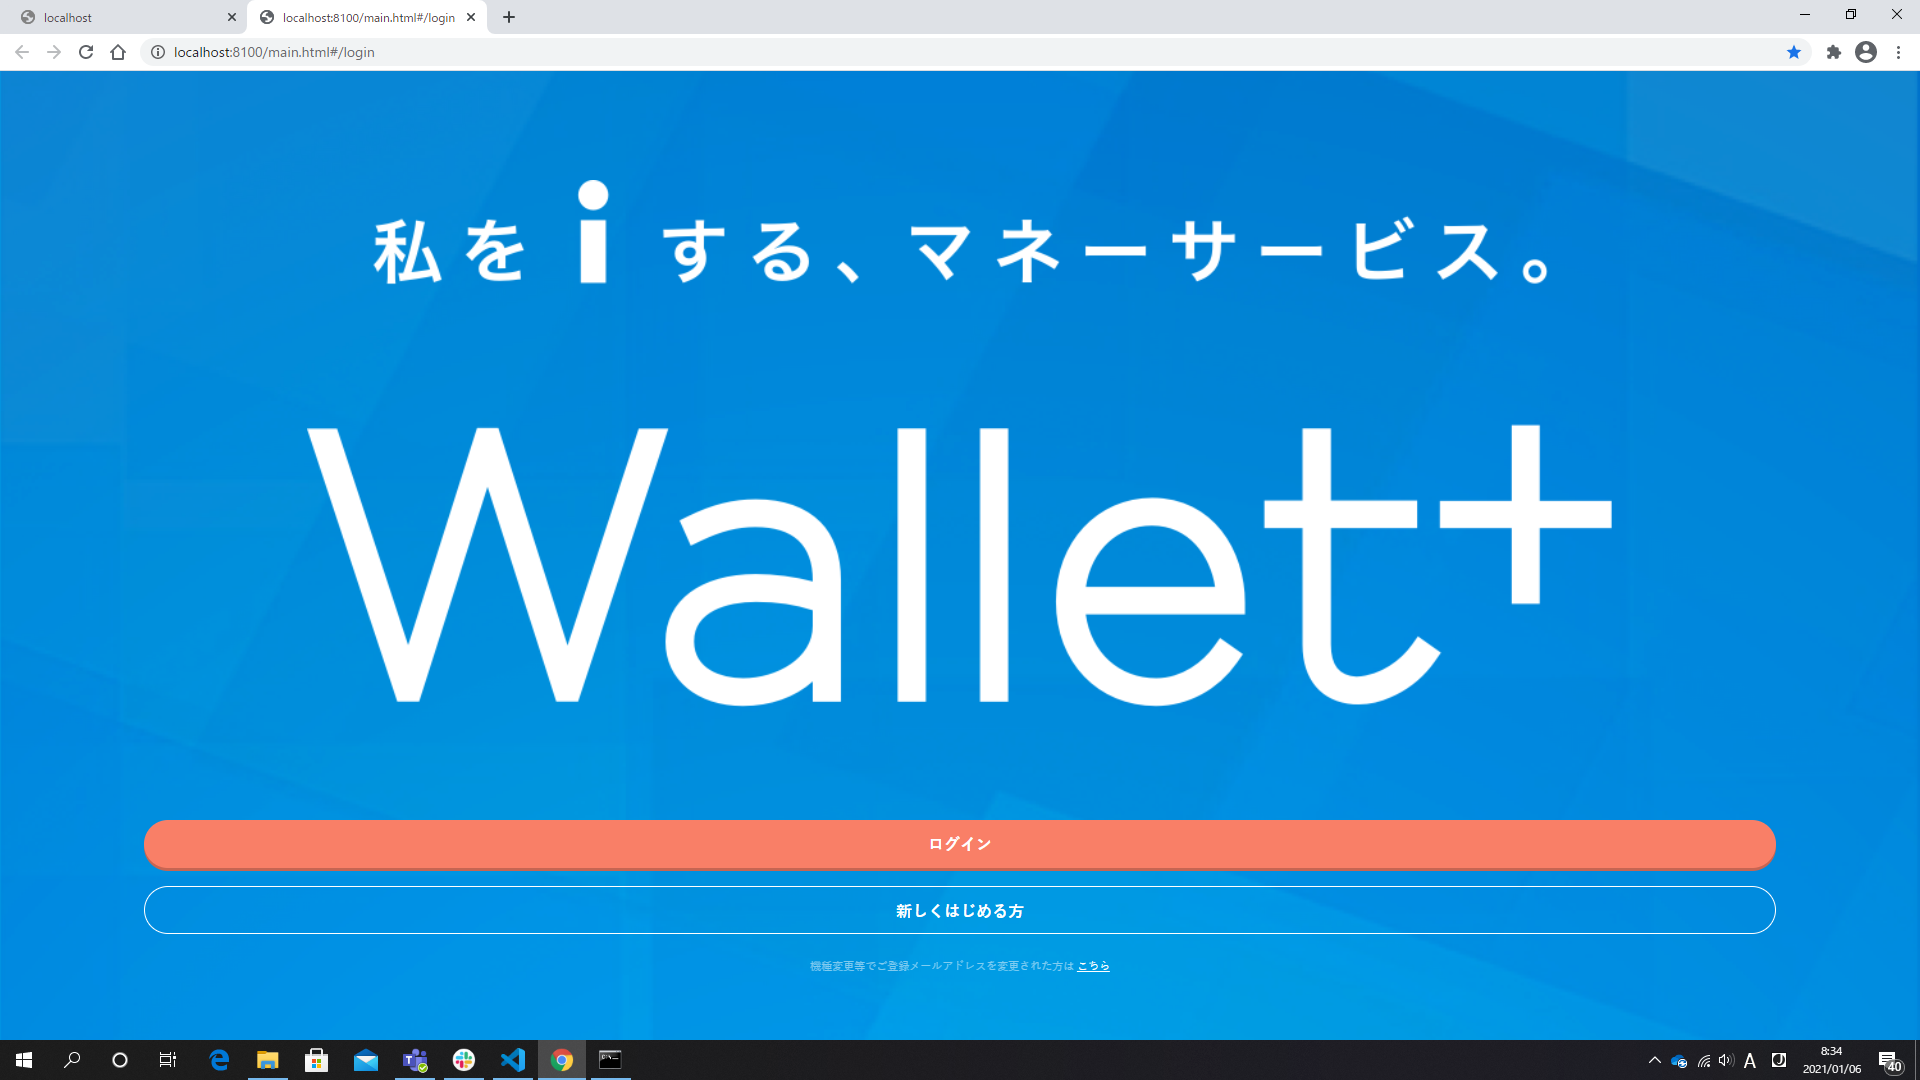 localhost
localhost:8100/main.html#/login
localhost:8100/main.html#/login
私をiする、マネーサービス。
Wallet+
ログイン
新しくはじめる方
機種変更等でご登録メールアドレスを変更された方は こちら
A
8:34
2021/01/06
40